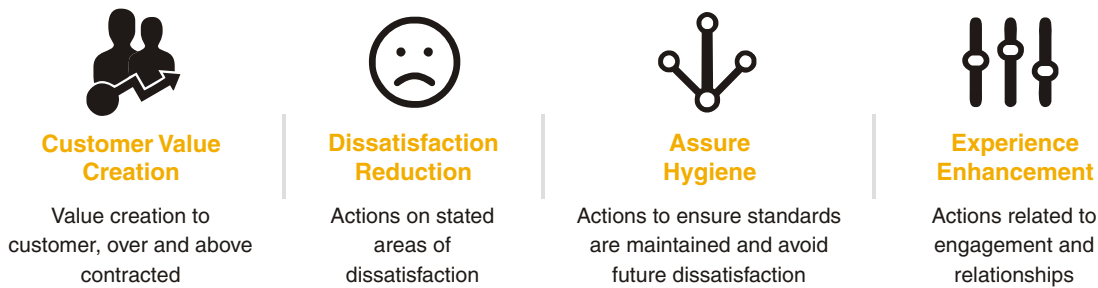 Customer Value
Creation
Value creation to
customer, over and above
contracted
Dissatisfaction
Reduction
Actions on stated
areas of
dissatisfaction
Assure
Hygiene
Actions to ensure standards
are maintained and avoid
future dissatisfaction
Experience
Enhancement
Actions related to
engagement and
relationships